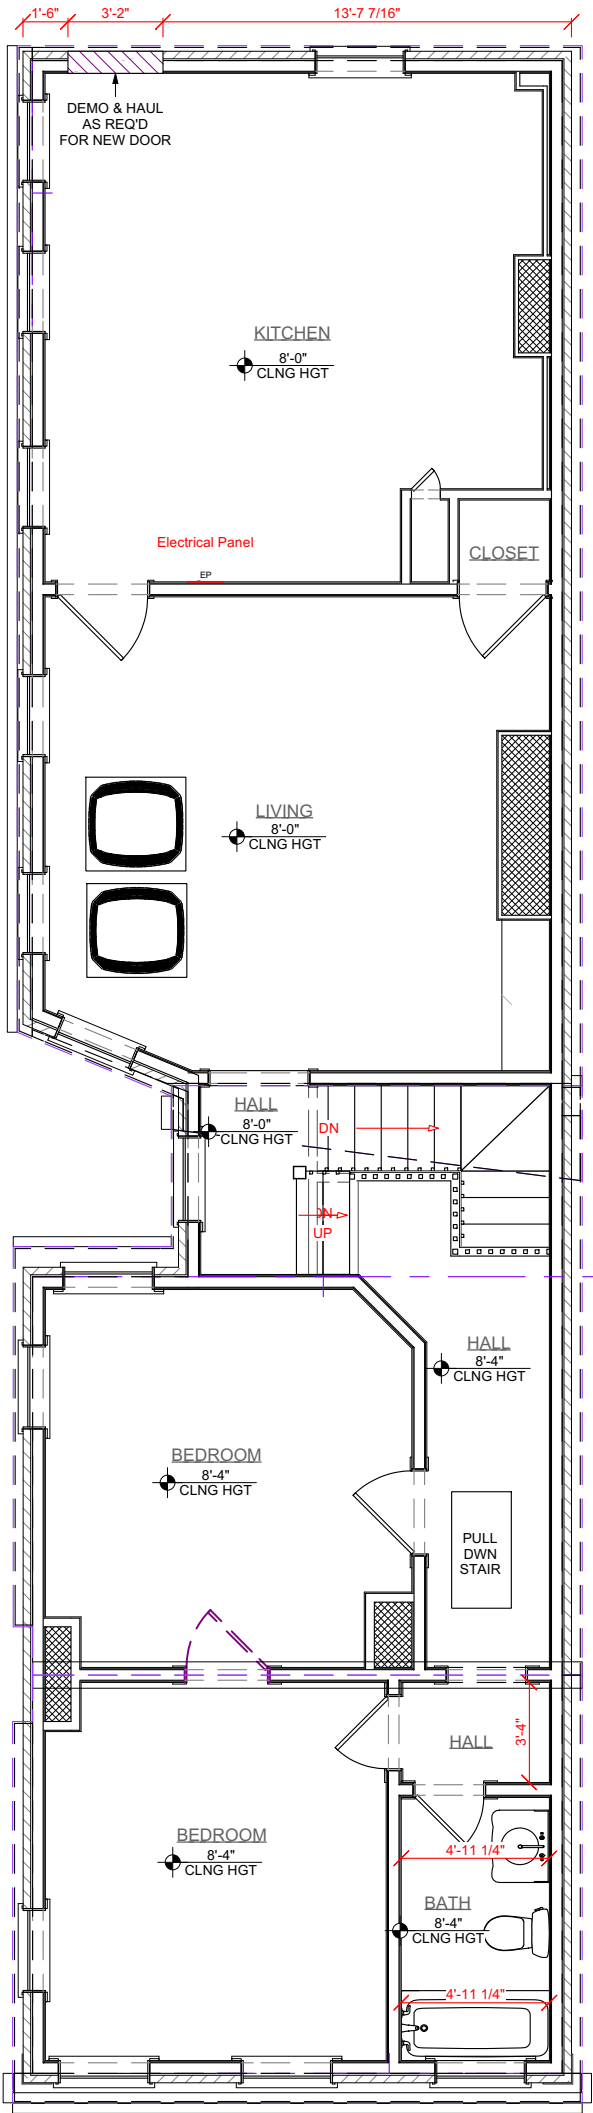 1'-6" 3'-2" 13'-7 7/16"
DEMO & HAUL
AS REQ'D
FOR NEW DOOR
KITCHEN
8'-0"
CLNG HGT
Electrical Panel
EP
CLOSET
LIVING
8'-0"
CLNG HGT
HALL
8'-0"
CLNG HGT
DN
DN
UP
HALL
8'-4"
CLNG HGT
BEDROOM
8'-4"
CLNG HGT
PULL
DWN
STAIR
HALL
3'-4"
BEDROOM
8'-4"
CLNG HGT
4'-11 1/4"
BATH
8'-4"
CLNG HGT
4'-11 1/4"